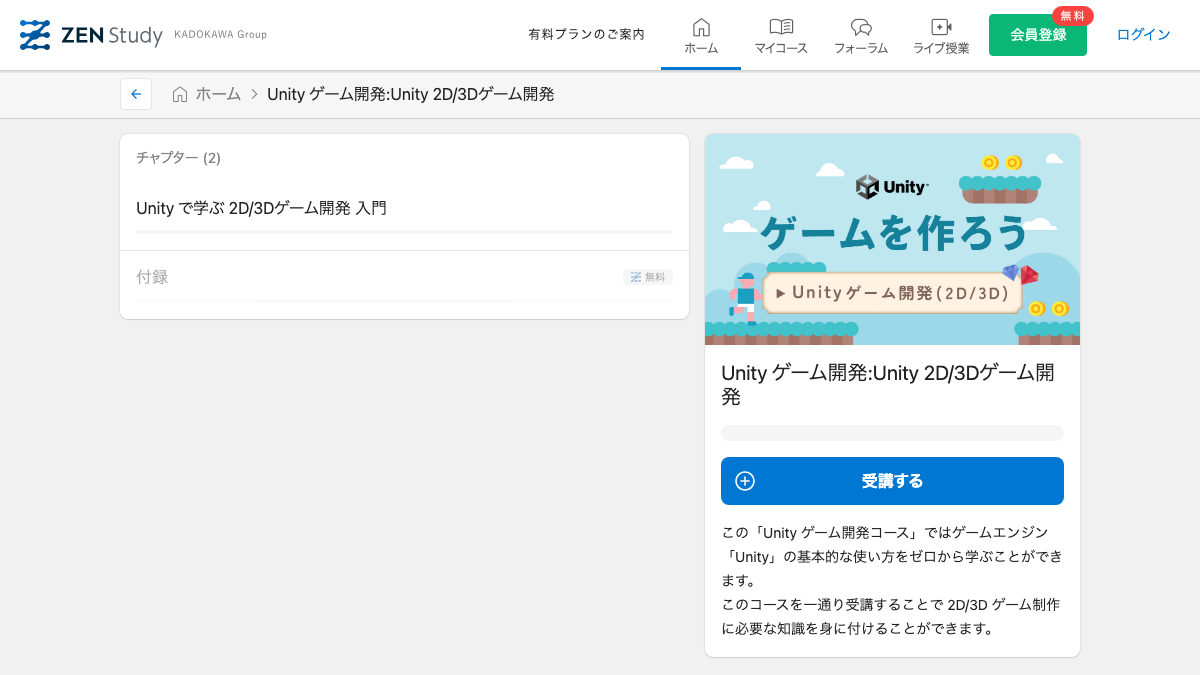 ZEN Study KADOKAWA Group
有料プランのご案内
ホーム
マイコース
フォーラム
ライブ授業
会員登録
無料
ログイン
ホーム
Unity ゲーム開発:Unity 2D/3Dゲーム開発
チャプター (2)
Unity で学ぶ 2D/3Dゲーム開発 入門
付録
無料
Unity
ゲームを作ろう
Unityゲーム開発(2D/3D)
Unity ゲーム開発:Unity 2D/3Dゲーム開
発
受講する
この「Unity ゲーム開発コース」ではゲームエンジン
「Unity」の基本的な使い方をゼロから学ぶことができ
ます。
このコースを一通り受講することで 2D/3D ゲーム制作
に必要な知識を身に付けることができます。